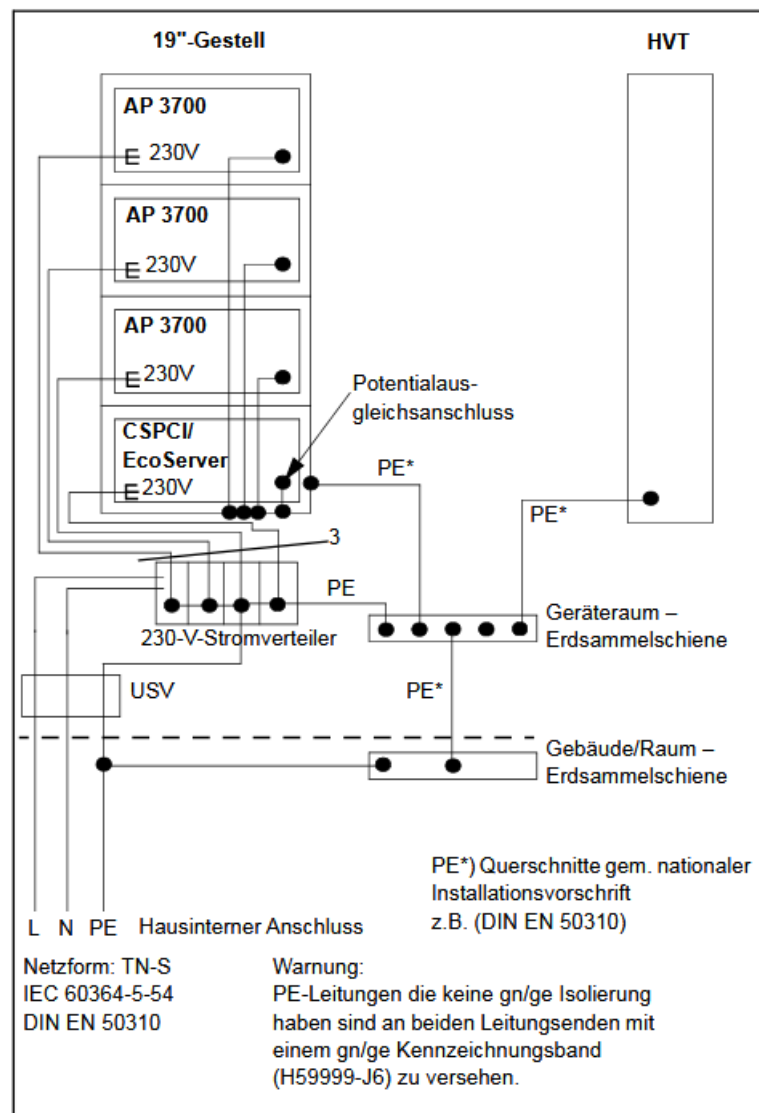 19"-Gestell
HVT
AP 3700
230V
AP 3700
230V
AP 3700
230V
Potentialaus-
gleichsanschluss
CSPCI/
EcoServer
230V
PE*
PE*
3
PE
230-V-Stromverteiler
Geräteraum –
Erdsammelschiene
USV
PE*
Gebäude/Raum –
Erdsammelschiene
PE*) Querschnitte gem. nationaler
Installationsvorschrift
z.B. (DIN EN 50310)
L N PE Hausinterner Anschluss
Netzform: TN-S
IEC 60364-5-54
DIN EN 50310
Warnung:
PE-Leitungen die keine gn/ge Isolierung
haben sind an beiden Leitungsenden mit
einem gn/ge Kennzeichnungsband
(H59999-J6) zu versehen.